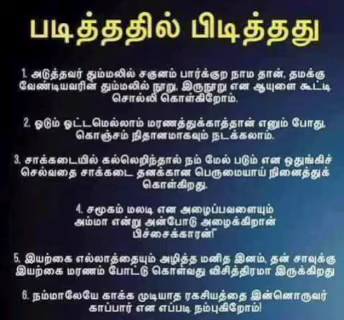 படித்ததில் பிடித்தது
1. அடுத்தவர் தும்மலில் சகுனம் பார்க்குற நாம தான், தமக்கு
வேண்டியவரின் தும்மலில் நூறு, இருநூறு என ஆயுளை கூட்டி
சொல்லி கொள்கிறோம்.
2. ஓடும் ஓட்டமெல்லாம் மரணத்துக்காத்தான் எனும் போது,
கொஞ்சம் நிதானமாகவும் நடக்கலாம்.
3. சாக்கடையில் கல்லெறிந்தால் நம் மேல் படும் என ஒதுங்கிச்
செல்வதை சாக்கடை தனக்கான பெருமையாய் நினைத்துக்
கொள்கிறது.
4. சமூகம் மலடி என அழைப்பவளையும்
அம்மா என்று அன்போடு அழைக்கிறான்
பிச்சைக்காரன்!
5. இயற்கை எல்லாத்தையும் அழித்த மனித இனம், தன் சாவுக்கு
இயற்கை மரணம் போட்டு கொள்வது விசித்திரமா இருக்கிறது
6. நம்மாலேயே காக்க முடியாத ரகசியத்தை இன்னொருவர்
காப்பார் என எப்படி நம்புகிறோம்!